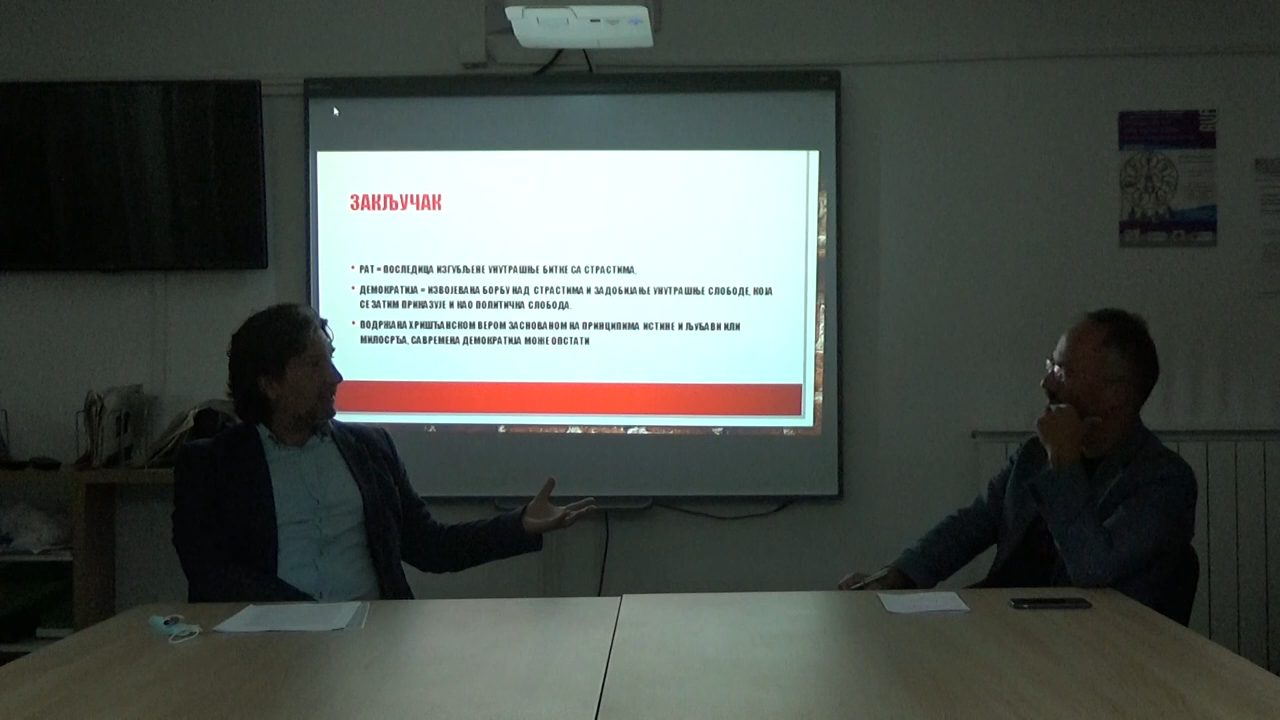 ЗАКЉУЧАК
• РАТ = ПОСЛЕДИЦА ИЗГУБЉЕНЕ УНУТРАШЊЕ БИТКЕ СА СТРАСТИМА.
• ДЕМОКРАТИЈА = ИЗВОЈЕВАНА БОРБУ НАД СТРАСТИМА И ЗАДОБИЈАЊЕ УНУТРАШЊЕ СЛОБОДЕ, КОЈА
СЕ ЗАТИМ ПРИКАЗУЈЕ И КАО ПОЛИТИЧКА СЛОБОДА.
• ПОДРЖАНА ХРИШЋАНСКОМ ВЕРОМ ЗАСНОВАНОМ НА ПРИНЦИПИМА ИСТИНЕ И ЉУБАВИ ИЛИ
МИЛОСРЂА, САВРЕМЕНА ДЕМОКРАТИЈА МОЖЕ ОПСТАТИ